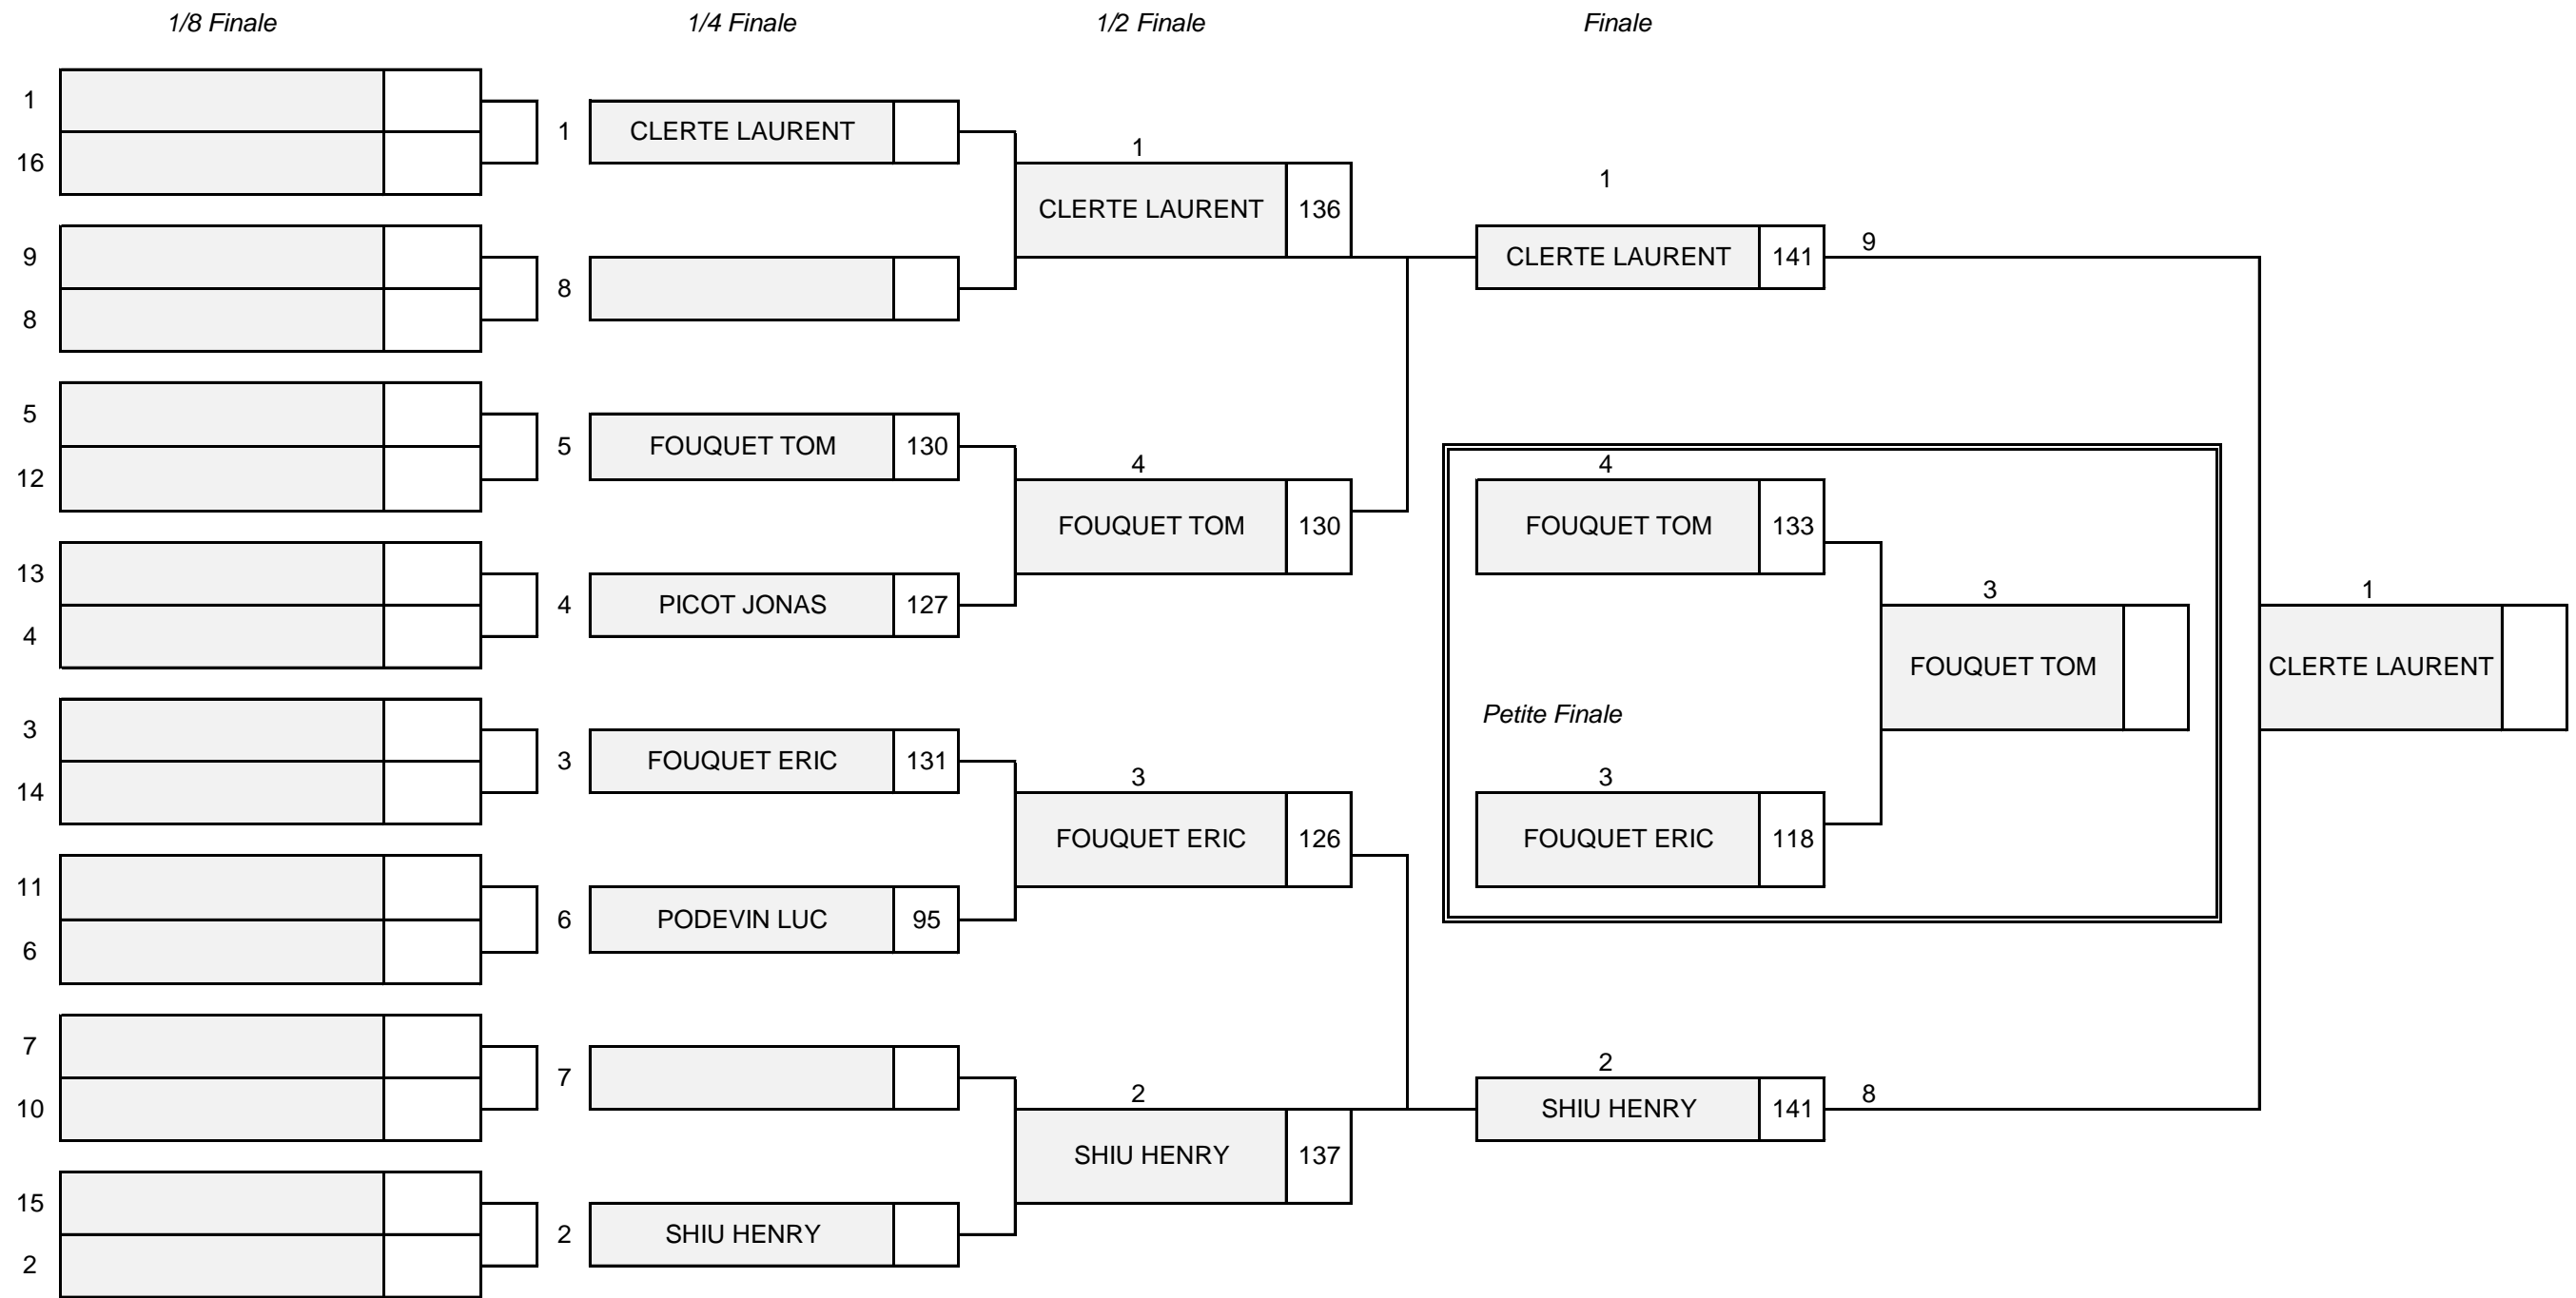 1/8 Finale 1/4 Finale 1/2 Finale Finale
1
16
9
8
5
12
13
4
3
14
11
6
7
10
15
2
1 CLERTE LAURENT
8
5 FOUQUET TOM 130
4 PICOT JONAS 127
3 FOUQUET ERIC 131
6 PODEVIN LUC 95
7
2 SHIU HENRY
1
CLERTE LAURENT 136
4
FOUQUET TOM 130
3
FOUQUET ERIC 126
2
SHIU HENRY 137
1
CLERTE LAURENT 141 9
4
FOUQUET TOM 133
Petite Finale
3
FOUQUET ERIC 118
3
FOUQUET TOM
2
SHIU HENRY 141 8
1
CLERTE LAURENT